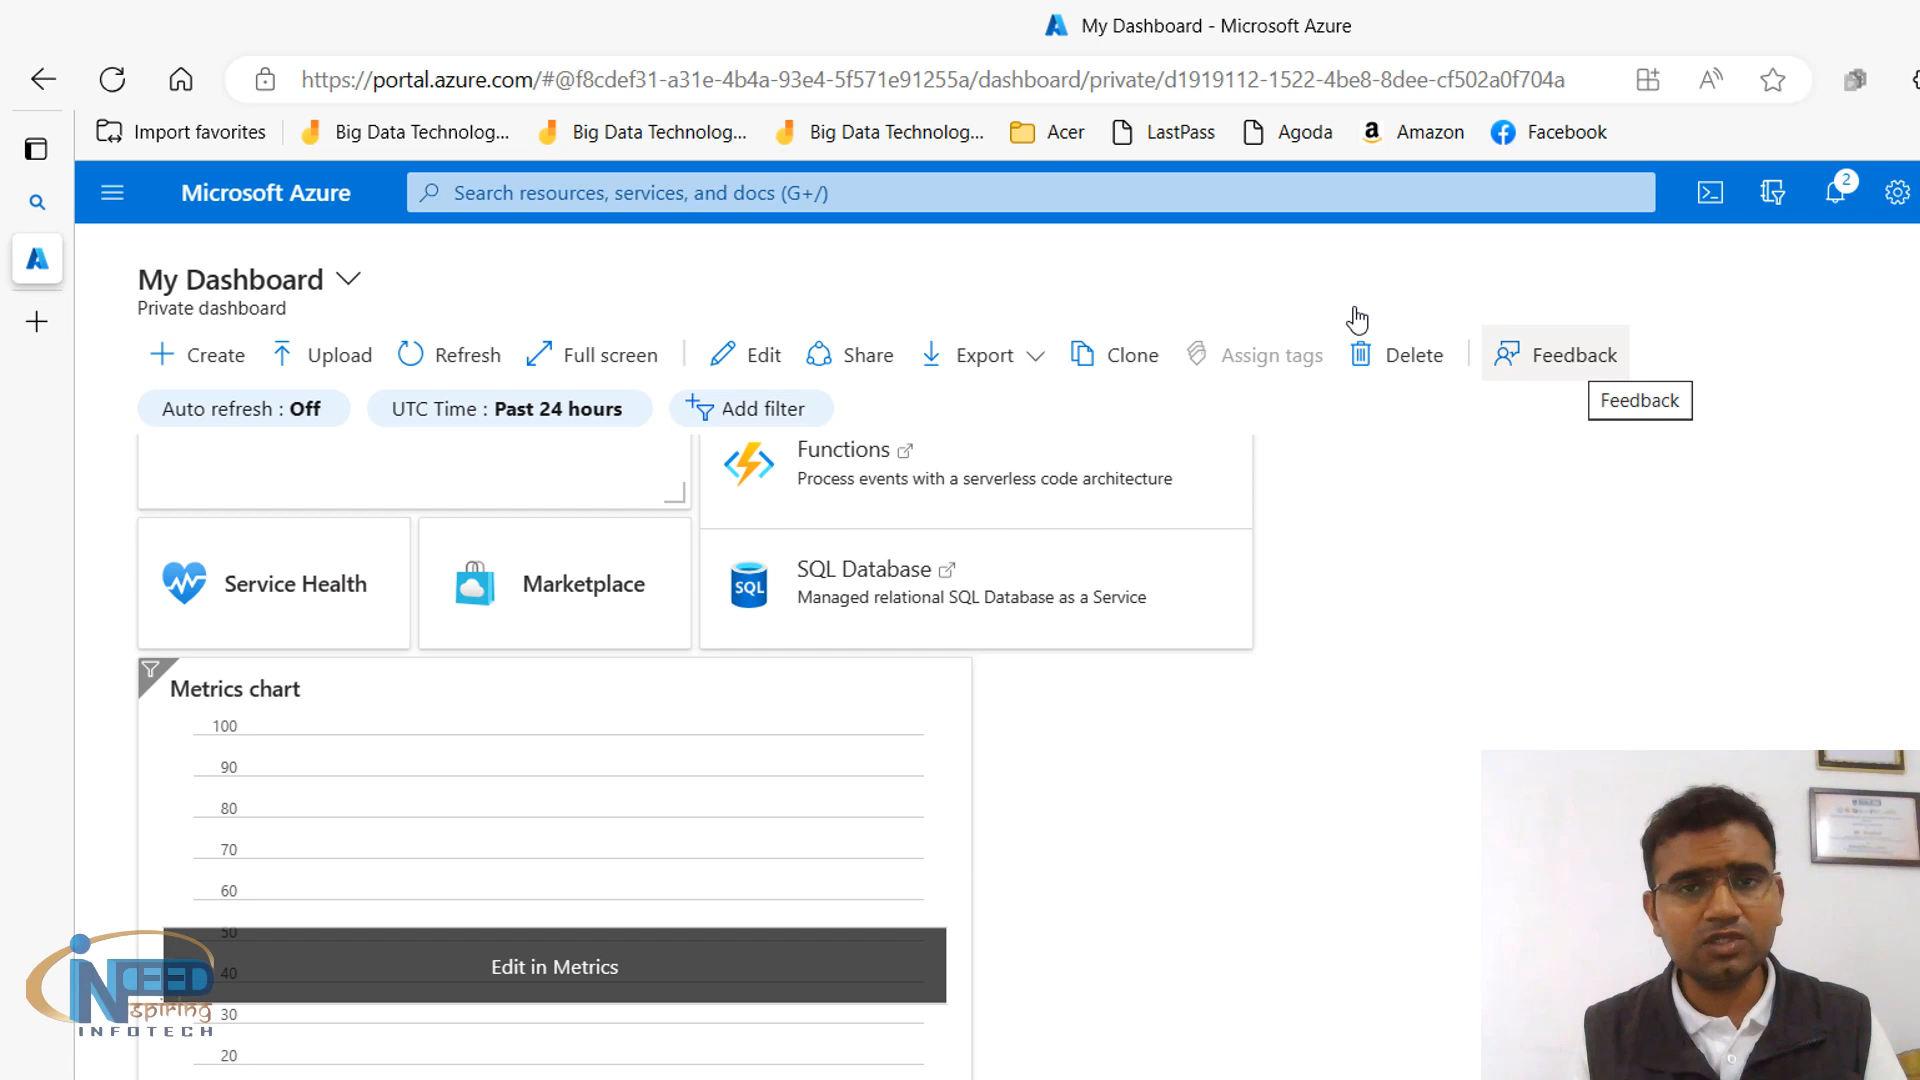 My Dashboard - Microsoft Azure
https://portal.azure.com/#@f8cdef31-a31e-4b4a-93e4-5f571e91255a/dashboard/private/d1919112-1522-4be8-8dee-cf502a0f704a
Import favorites
Big Data Technolog...
Big Data Technolog...
Big Data Technolog...
Acer
LastPass
Agoda
Amazon
Facebook
Microsoft Azure
Search resources, services, and docs (G+/)
2
My Dashboard
Private dashboard
Create
Upload
Refresh
Full screen
Edit
Share
Export
Clone
Assign tags
Delete
Feedback
Feedback
Auto refresh : Off
UTC Time : Past 24 hours
Add filter
Functions
Process events with a serverless code architecture
Service Health
Marketplace
SQL
SQL Database
Managed relational SQL Database as a Service
Metrics chart
100
90
80
70
60
50
Edit in Metrics
40
30
20
iNEED
Nspiring
INFOTECH